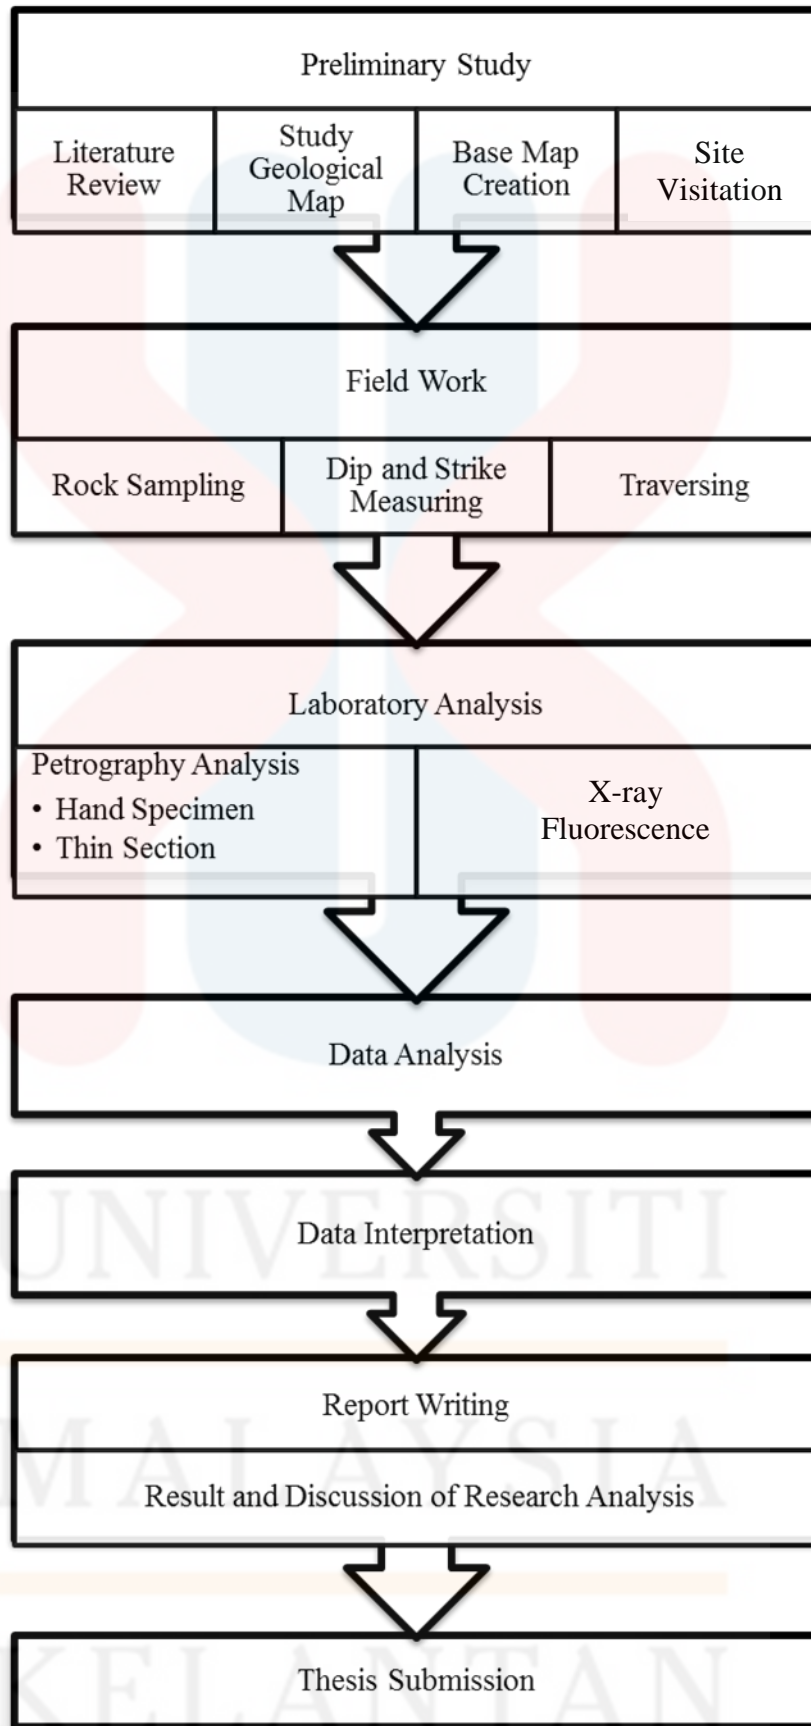 Preliminary Study
Literature
Review
Study
Geological
Map
Base Map
Creation
Site
Visitation
Field Work
Rock Sampling
Dip and Strike
Measuring
Traversing
Laboratory Analysis
Petrography Analysis
• Hand Specimen
• Thin Section
X-ray
Fluorescence
Data Analysis
UNIVERSITI
Data Interpretation
Report Writing
MALAYSIA
Result and Discussion of Research Analysis
KELANTAN
Thesis Submission